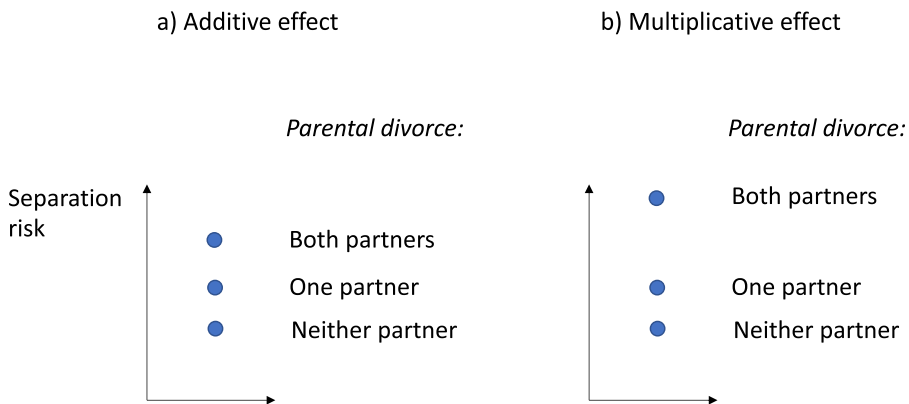 a) Additive effect
b) Multiplicative effect
Parental divorce:
Parental divorce:
Separation
risk
Both partners
One partner
Neither partner
Both partners
One partner
Neither partner